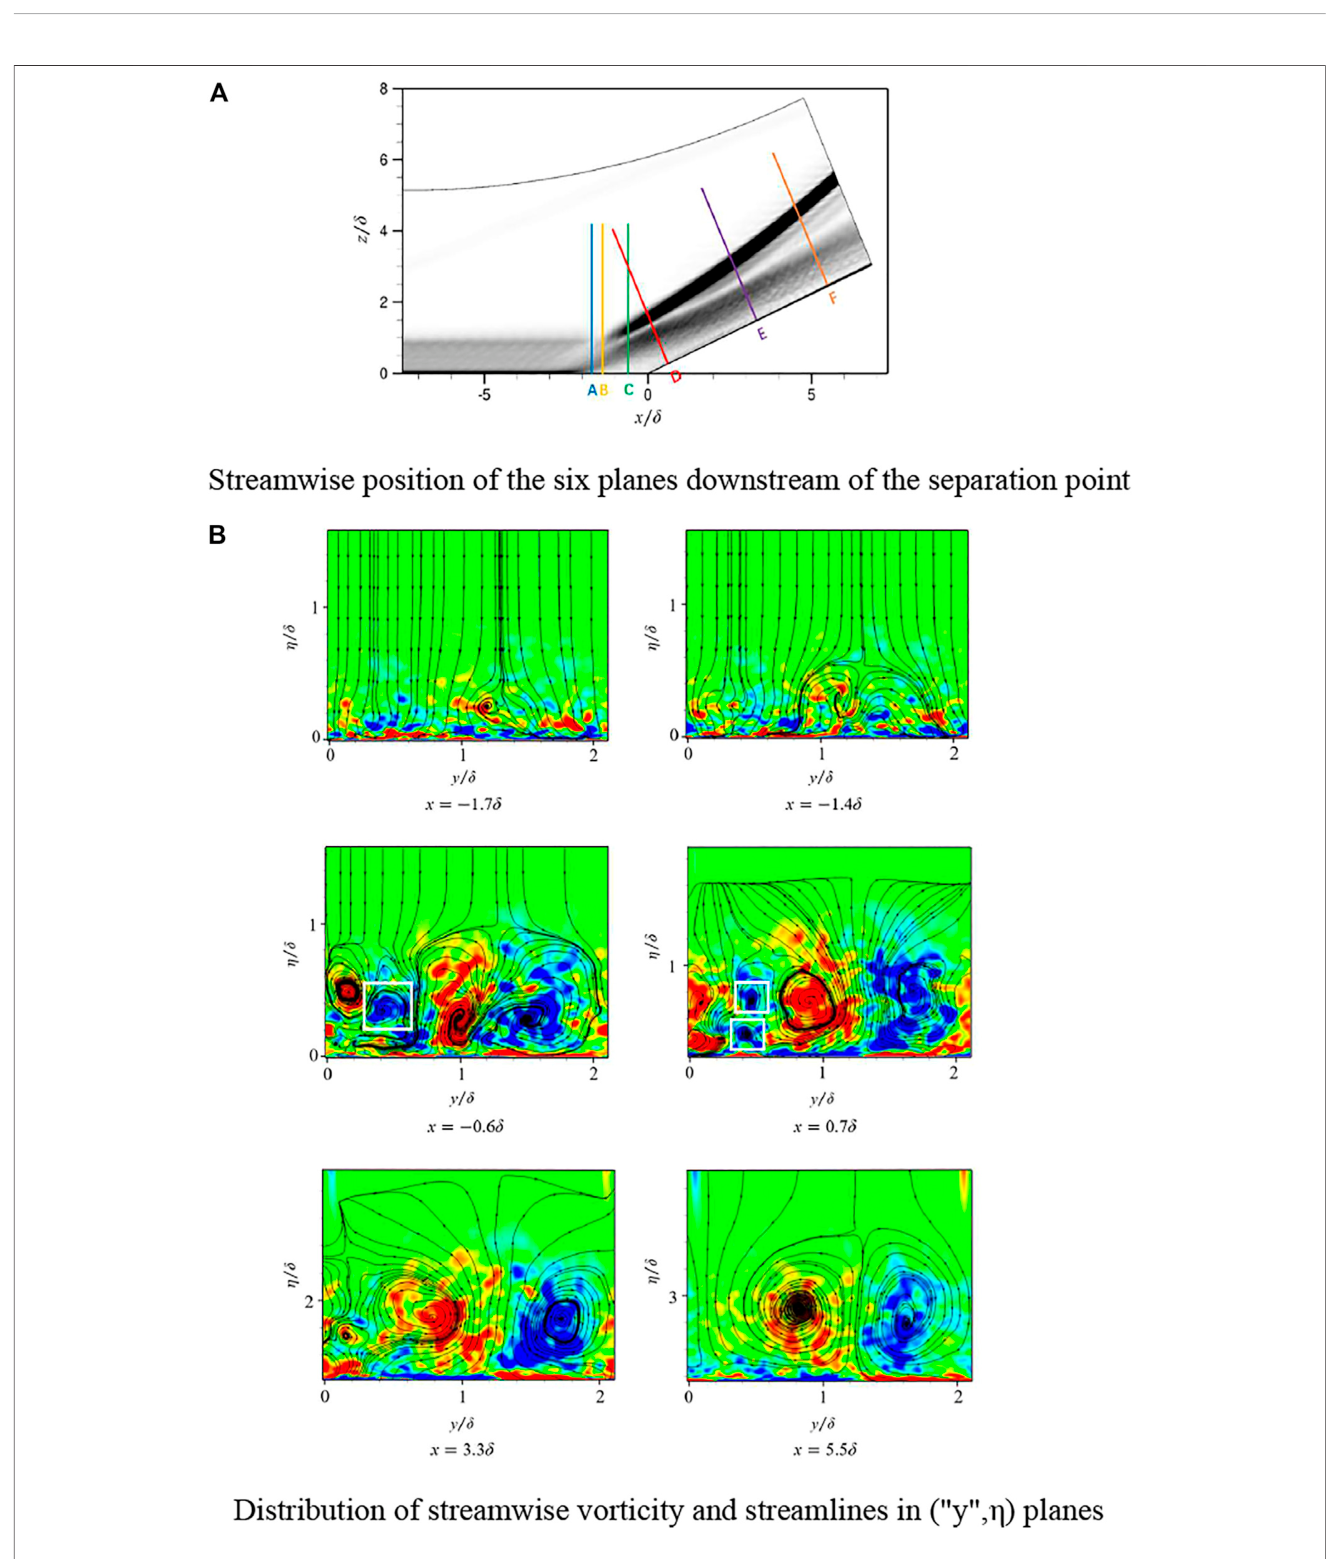 A
8
6
4
2
0
z/δ
A B C D E F
-5 0 5
x/δ
Streamwise position of the six planes downstream of the separation point
B
1
0
η/δ
0 1 2
y/δ
x = −1.7δ
1
0
η/δ
0 1 2
y/δ
x = −1.4δ
1
0
η/δ
0 1 2
y/δ
x = −0.6δ
1
η/δ
0 1 2
y/δ
x = 0.7δ
2
η/δ
0 1 2
y/δ
x = 3.3δ
3
η/δ
0 1 2
y/δ
x = 5.5δ
Distribution of streamwise vorticity and streamlines in ("y",η) planes